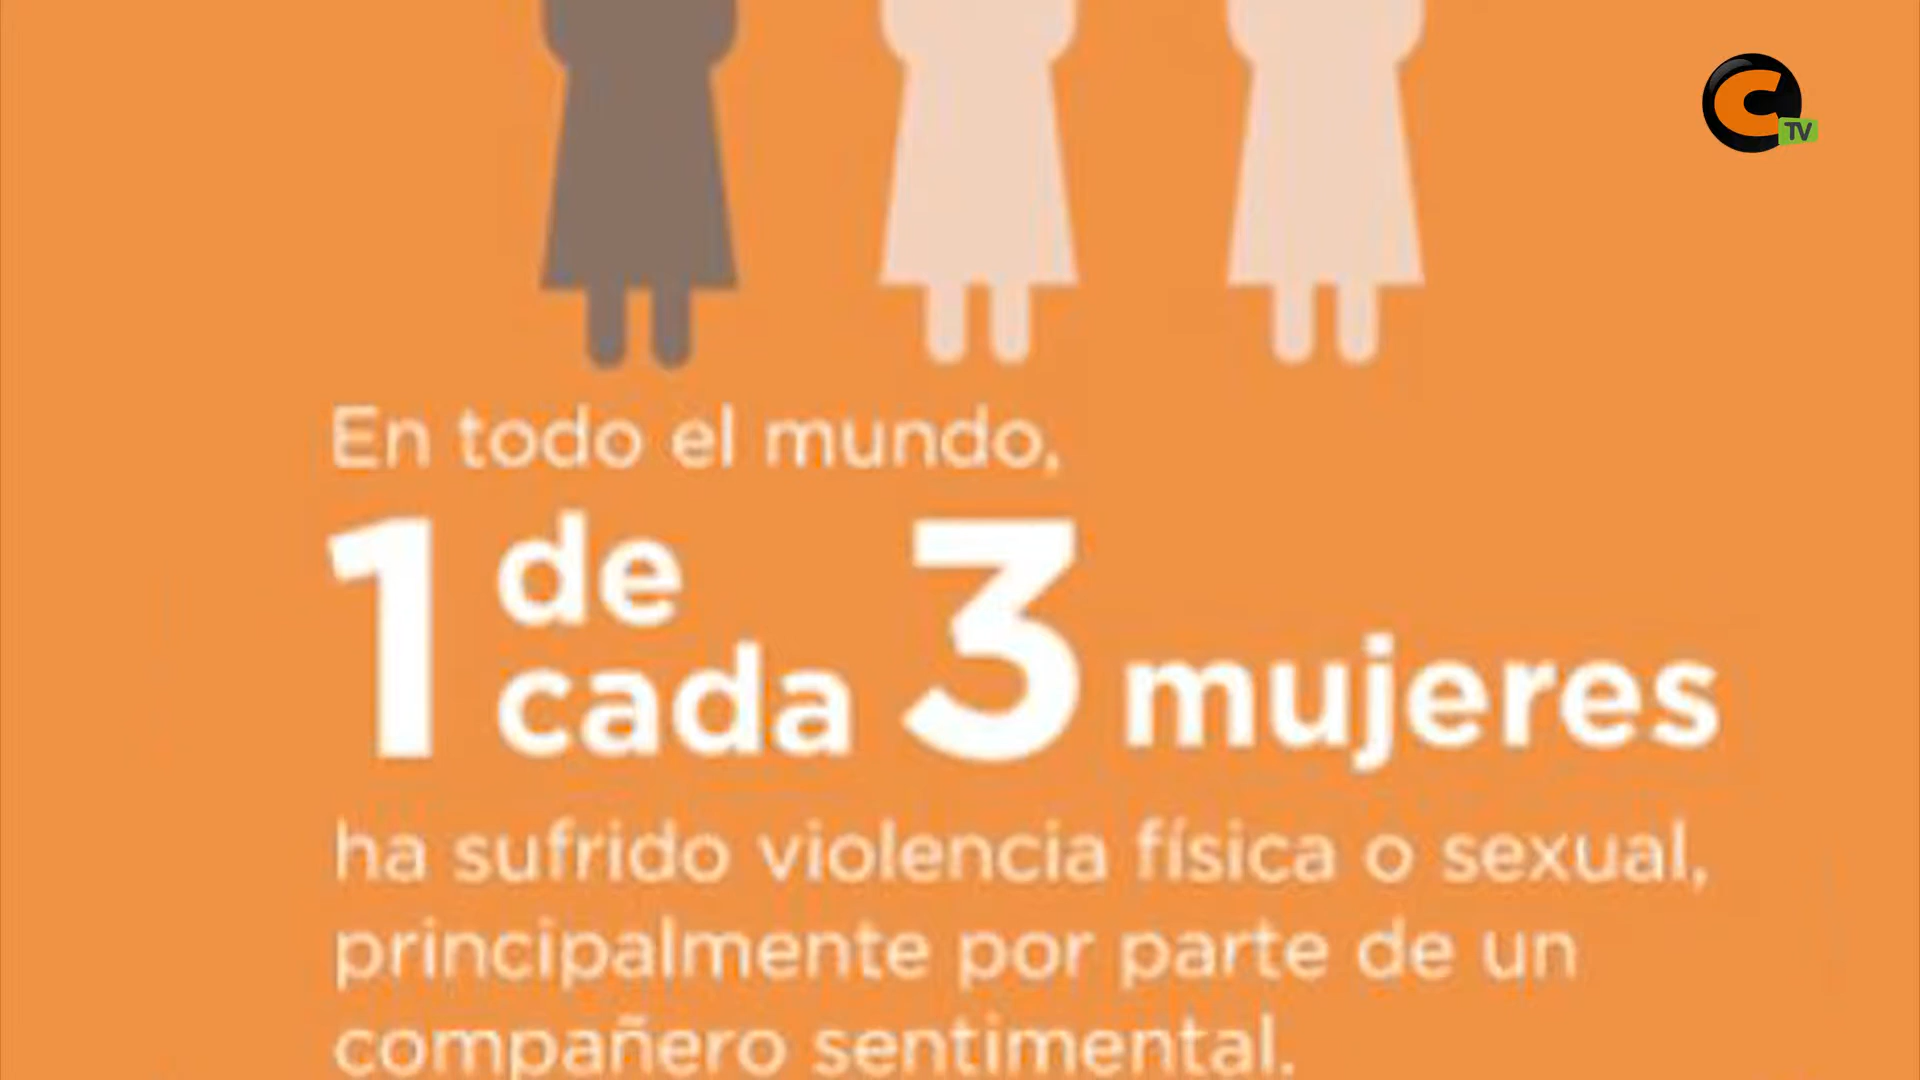 C TV
En todo el mundo,
1 de cada 3 mujeres
ha sufrido violencia física o sexual,
principalmente por parte de un
compañero sentimental.